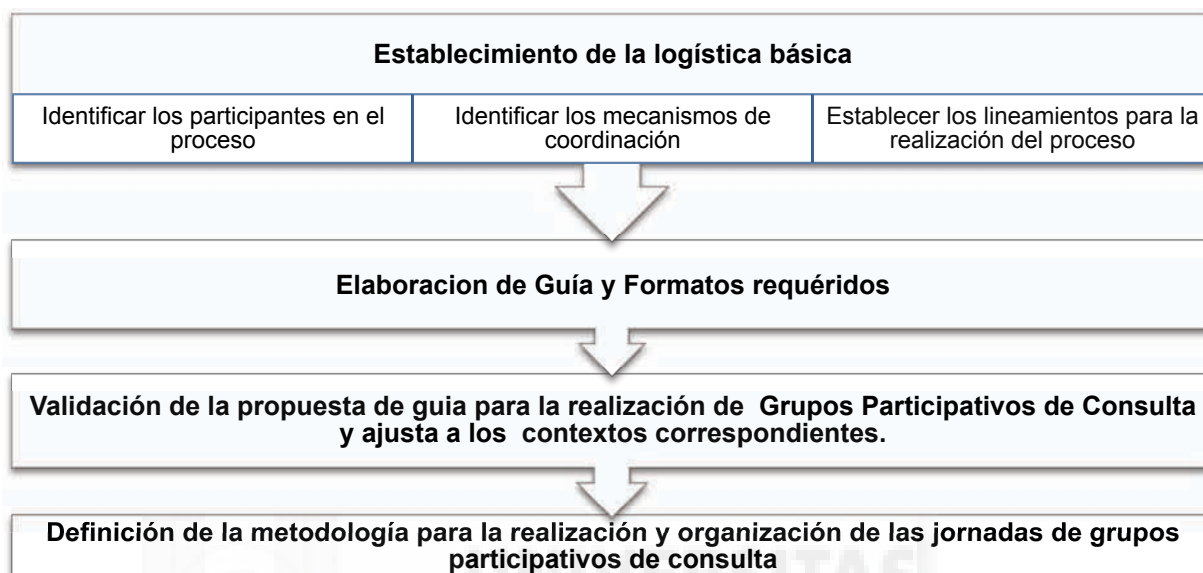 Establecimiento de la logística básica
Identificar los participantes en el
proceso
Identificar los mecanismos de
coordinación
Establecer los lineamientos para la
realización del proceso
Elaboracion de Guía y Formatos requéridos
Validación de la propuesta de guia para la realización de Grupos Participativos de Consulta
y ajusta a los contextos correspondientes.
Definición de la metodología para la realización y organización de las jornadas de grupos
participativos de consulta